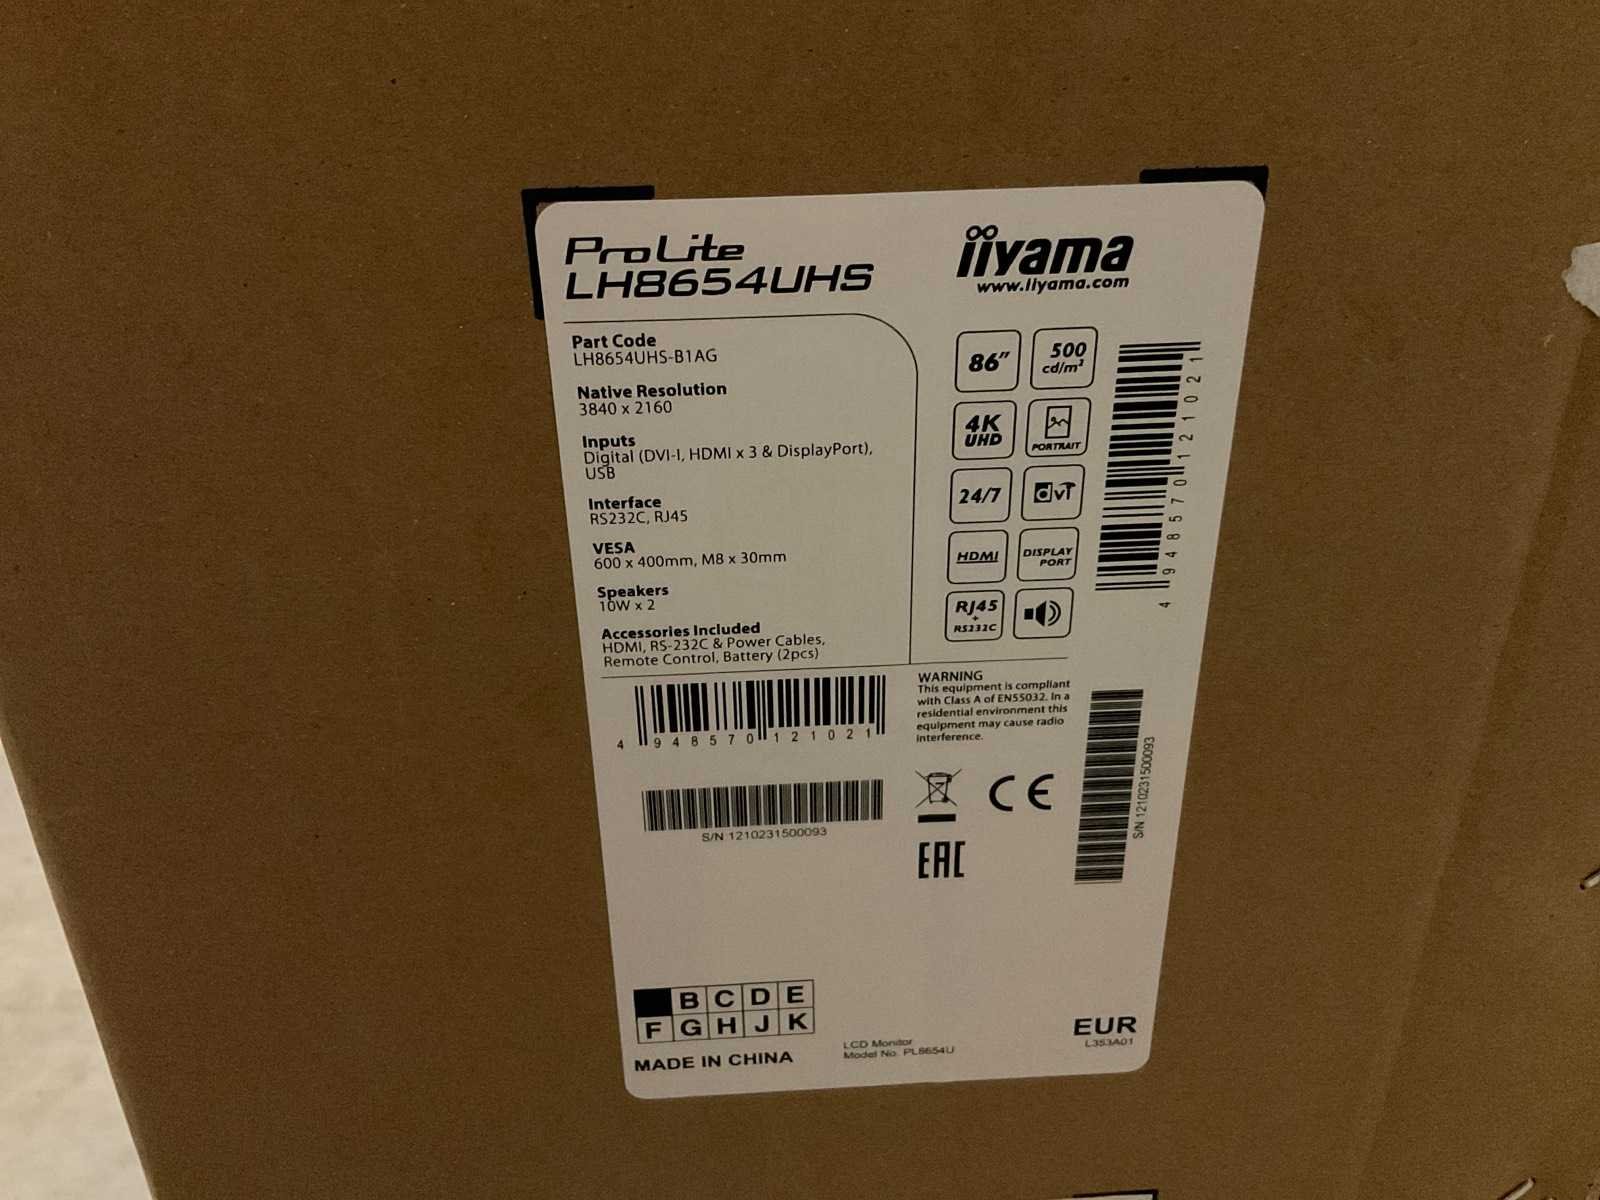 ProLite
LH8654UHS
iiyama
www.iiyama.com
Part Code
LH8654UHS-B1AG
Native Resolution
3840 x 2160
Inputs
Digital (DVI-I, HDMI x 3 & DisplayPort),
USB
Interface
RS232C, RJ45
VESA
600 x 400mm, M8 x 30mm
Speakers
10W x 2
Accessories Included
HDMI, RS-232C & Power Cables,
Remote Control, Battery (2pcs)
86"
500
cd/m²
4K
UHD
PORTRAIT
24/7
DVI
HDMI
DISPLAY
PORT
RJ45
+
RS232C
4 948570 121021
WARNING
This equipment is compliant
with Class A of EN55032. In a
residential environment this
equipment may cause radio
interference.
4 948570 121021
S/N 1210231500093
CE
EAC
S/N 1210231500093
B C D E
F G H J K
MADE IN CHINA
LCD Monitor
Model No. PL8654U
EUR
L353A01